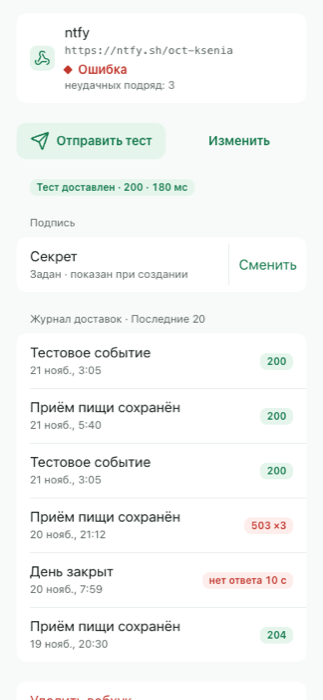 ntfy
https://ntfy.sh/oct-ksenia
Ошибка
неудачных подряд: 3
Отправить тест
Изменить
Тест доставлен · 200 · 180 мс
Подпись
Секрет
Задан · показан при создании
Сменить
Журнал доставок · Последние 20
Тестовое событие
21 нояб., 3:05
200
Приём пищи сохранён
21 нояб., 5:40
200
Тестовое событие
21 нояб., 3:05
200
Приём пищи сохранён
20 нояб., 21:12
503 ×3
День закрыт
20 нояб., 7:59
нет ответа 10 с
Приём пищи сохранён
19 нояб., 20:30
204